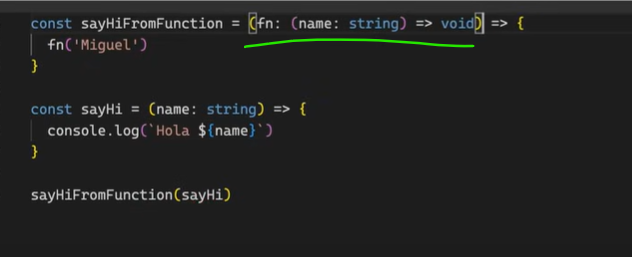 const sayHiFromFunction = (fn: (name: string) => void) => {
  fn('Miguel')
}
const sayHi = (name: string) => {
  console.log(`Hola ${name}`)
}
sayHiFromFunction(sayHi)